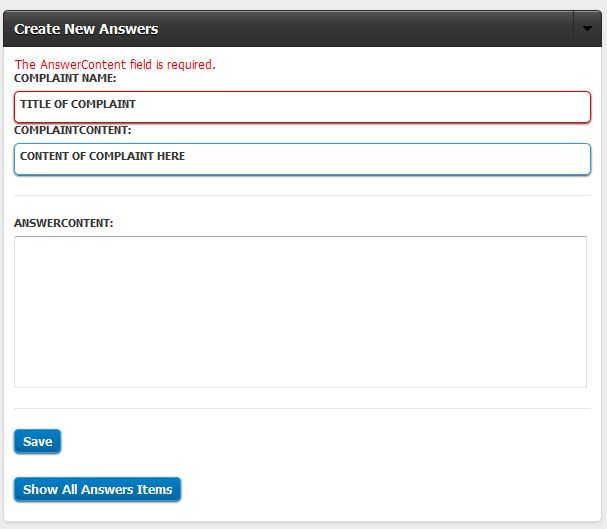 Create New Answers
The AnswerContent field is required.
COMPLAINT NAME:
TITLE OF COMPLAINT
COMPLAINTCONTENT:
CONTENT OF COMPLAINT HERE
ANSWERCONTENT:
Save
Show All Answers Items